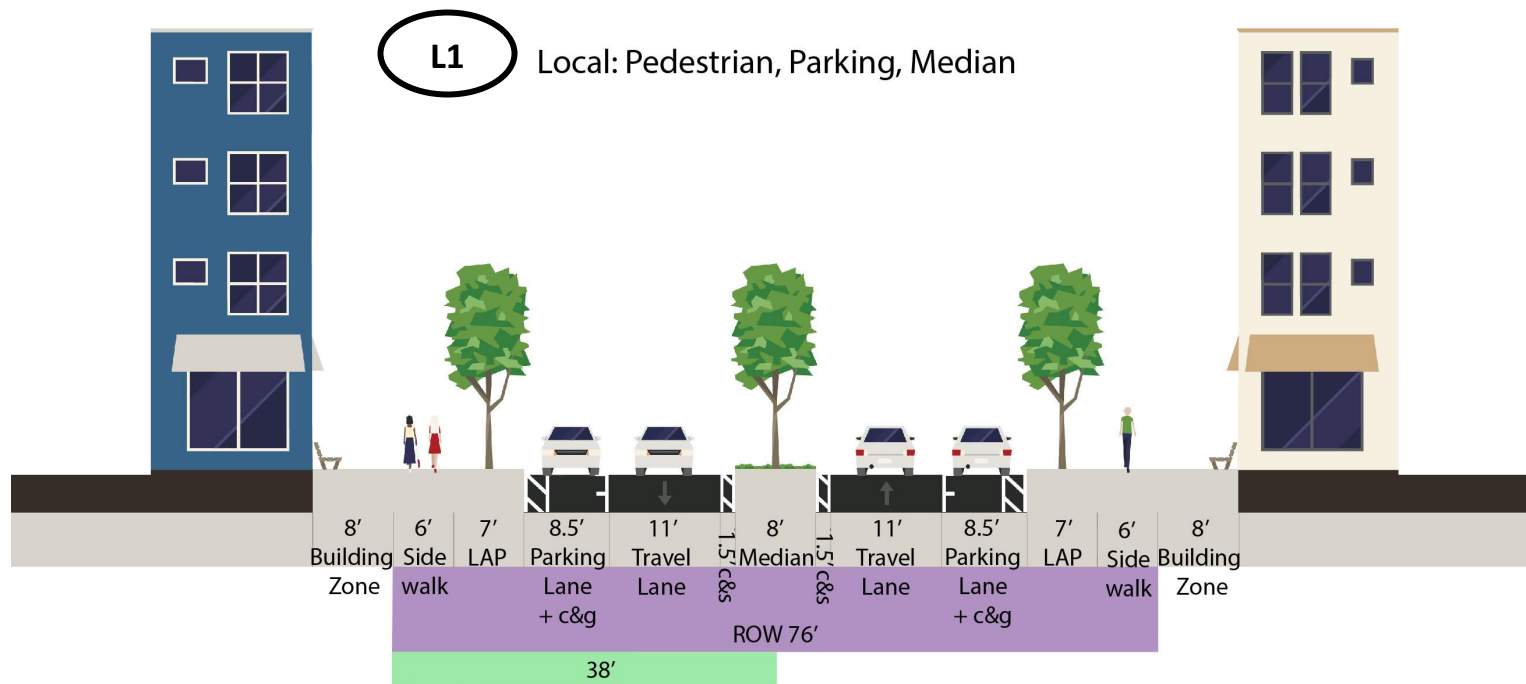 L1
Local: Pedestrian, Parking, Median
8’
Building
Zone
6’
Side
walk
7’
LAP
8.5’
Parking
Lane
+ c&g
11’
Travel
Lane
1.5’ c&s
8’
Median
1.5’ c&s
11’
Travel
Lane
8.5’
Parking
Lane
+ c&g
7’
LAP
6’
Side
walk
8’
Building
Zone
ROW 76’
38’